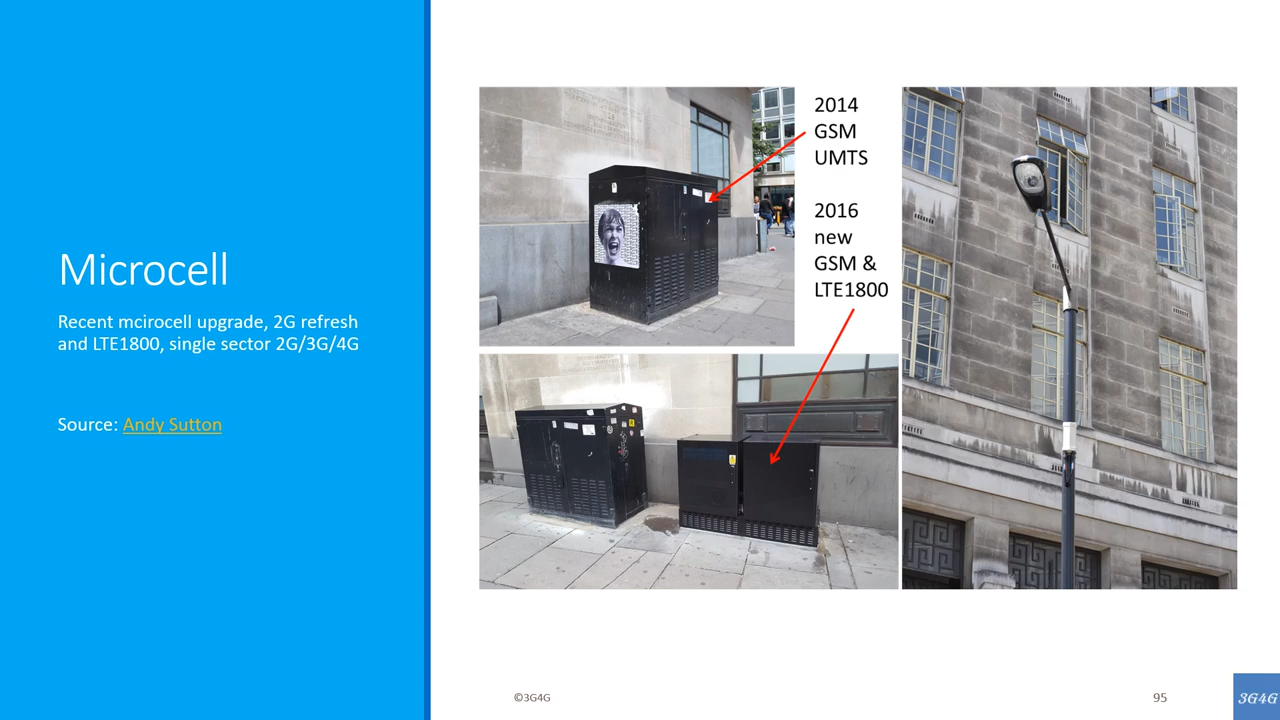 Microcell
Recent mcirocell upgrade, 2G refresh
and LTE1800, single sector 2G/3G/4G
Source: Andy Sutton
2014
GSM
UMTS
2016
new
GSM &
LTE1800
©3G4G
95
3G4G